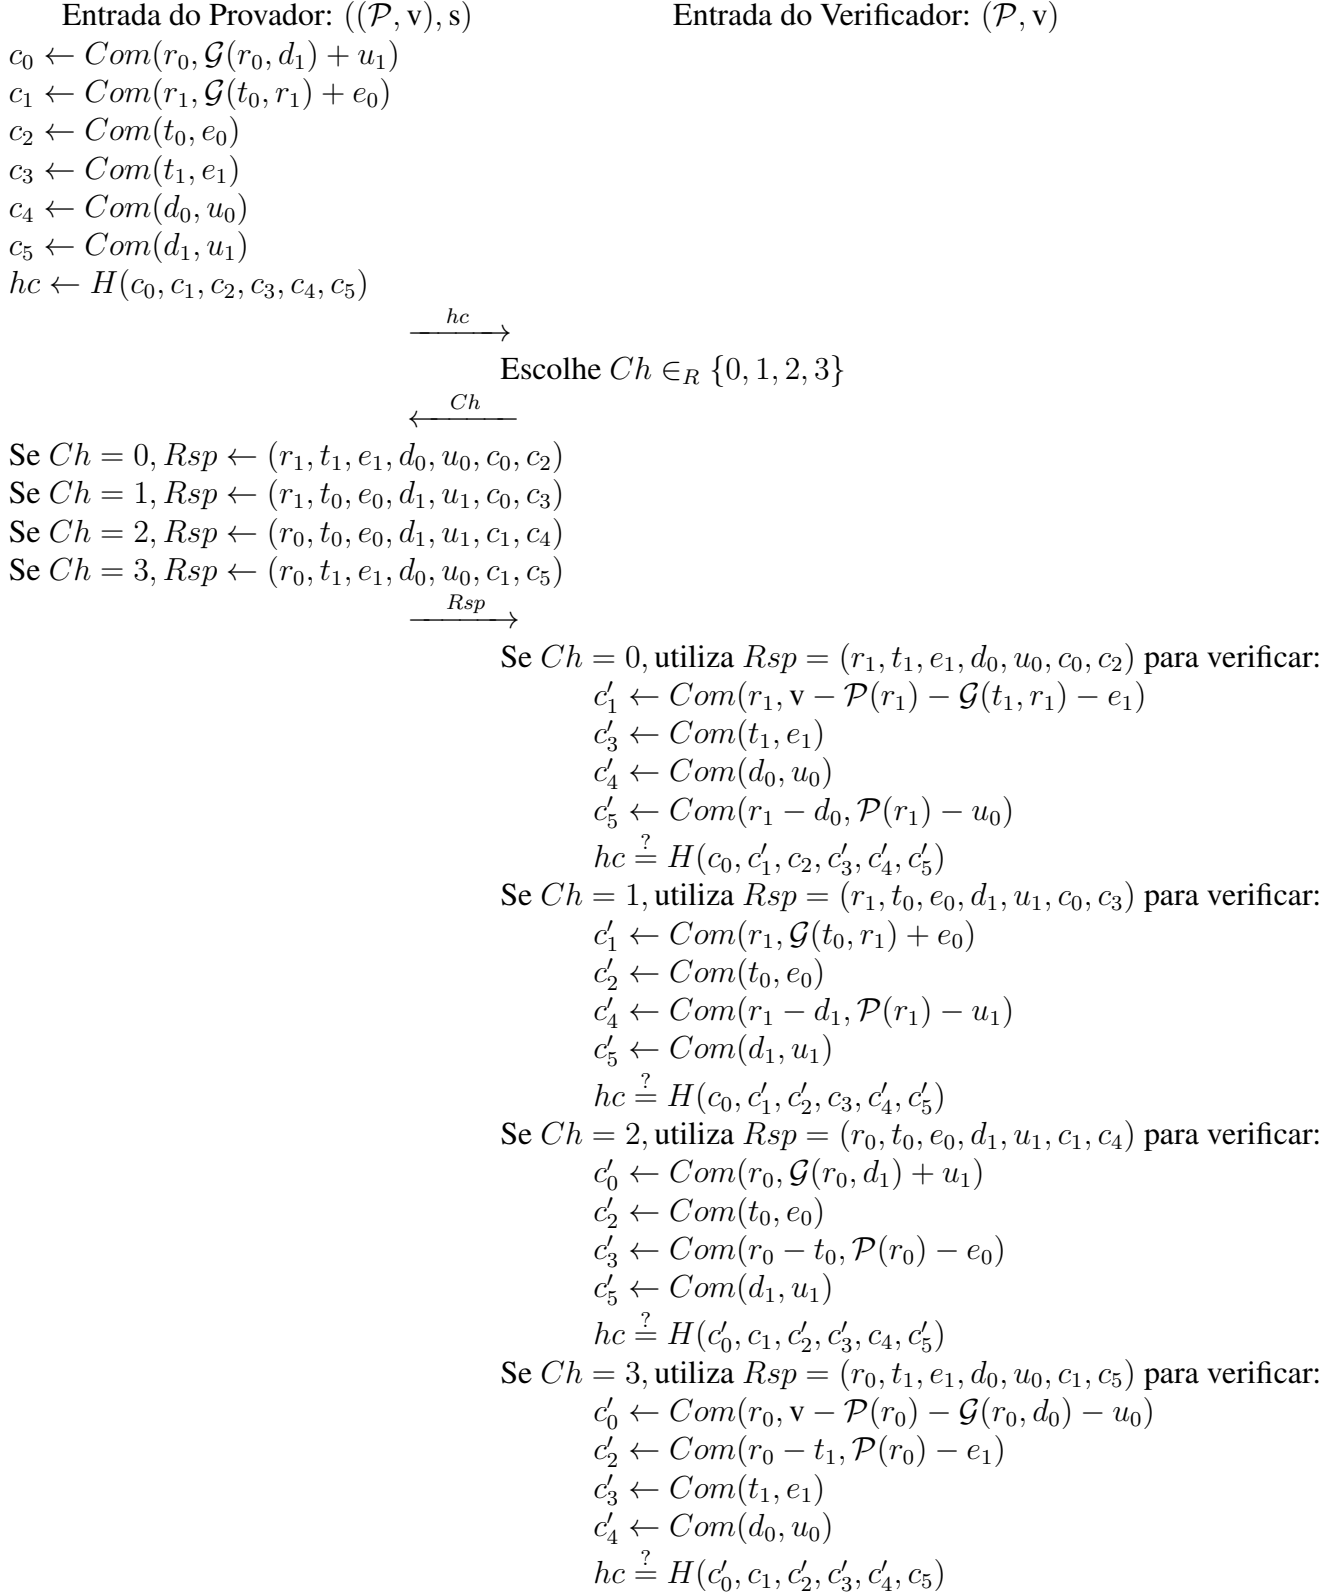 Entrada do Provador: ((𝒫, v), s) Entrada do Verificador: (𝒫, v)
c₀ ← Com(r₀, 𝒢(r₀, d₁) + u₁)
c₁ ← Com(r₁, 𝒢(t₀, r₁) + e₀)
c₂ ← Com(t₀, e₀)
c₃ ← Com(t₁, e₁)
c₄ ← Com(d₀, u₀)
c₅ ← Com(d₁, u₁)
hc ← H(c₀, c₁, c₂, c₃, c₄, c₅)
hc
⟶
Escolhe Ch ∈_R {0, 1, 2, 3}
Ch
⟵
Se Ch = 0, Rsp ← (r₁, t₁, e₁, d₀, u₀, c₀, c₂)
Se Ch = 1, Rsp ← (r₁, t₀, e₀, d₁, u₁, c₀, c₃)
Se Ch = 2, Rsp ← (r₀, t₀, e₀, d₁, u₁, c₁, c₄)
Se Ch = 3, Rsp ← (r₀, t₁, e₁, d₀, u₀, c₁, c₅)
Rsp
⟶
Se Ch = 0, utiliza Rsp = (r₁, t₁, e₁, d₀, u₀, c₀, c₂) para verificar:
c′₁ ← Com(r₁, v − 𝒫(r₁) − 𝒢(t₁, r₁) − e₁)
c′₃ ← Com(t₁, e₁)
c′₄ ← Com(d₀, u₀)
c′₅ ← Com(r₁ − d₀, 𝒫(r₁) − u₀)
hc ≟ H(c₀, c′₁, c₂, c′₃, c′₄, c′₅)
Se Ch = 1, utiliza Rsp = (r₁, t₀, e₀, d₁, u₁, c₀, c₃) para verificar:
c′₁ ← Com(r₁, 𝒢(t₀, r₁) + e₀)
c′₂ ← Com(t₀, e₀)
c′₄ ← Com(r₁ − d₁, 𝒫(r₁) − u₁)
c′₅ ← Com(d₁, u₁)
hc ≟ H(c₀, c′₁, c′₂, c₃, c′₄, c′₅)
Se Ch = 2, utiliza Rsp = (r₀, t₀, e₀, d₁, u₁, c₁, c₄) para verificar:
c′₀ ← Com(r₀, 𝒢(r₀, d₁) + u₁)
c′₂ ← Com(t₀, e₀)
c′₃ ← Com(r₀ − t₀, 𝒫(r₀) − e₀)
c′₅ ← Com(d₁, u₁)
hc ≟ H(c′₀, c₁, c′₂, c′₃, c₄, c′₅)
Se Ch = 3, utiliza Rsp = (r₀, t₁, e₁, d₀, u₀, c₁, c₅) para verificar:
c′₀ ← Com(r₀, v − 𝒫(r₀) − 𝒢(r₀, d₀) − u₀)
c′₂ ← Com(r₀ − t₁, 𝒫(r₀) − e₁)
c′₃ ← Com(t₁, e₁)
c′₄ ← Com(d₀, u₀)
hc ≟ H(c′₀, c₁, c′₂, c′₃, c′₄, c₅)